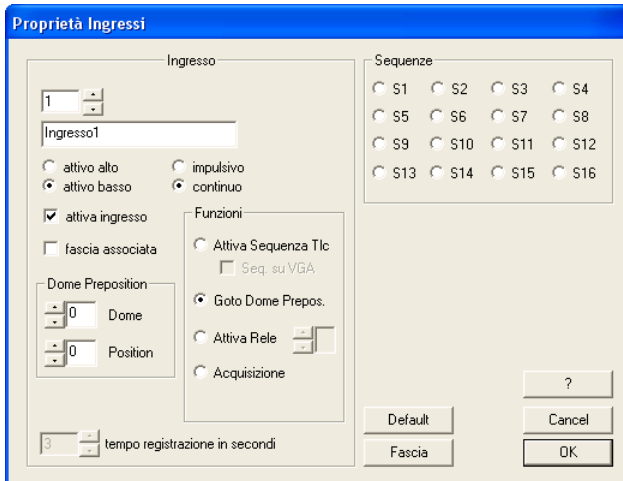 Proprietà Ingressi
Ingresso
1
Ingresso1
attivo alto
impulsivo
attivo basso
continuo
attiva ingresso
fascia associata
Dome Preposition
0 Dome
0 Position
Funzioni
Attiva Sequenza Tlc
Seq. su VGA
Goto Dome Prepos.
Attiva Rele
Acquisizione
3 tempo registrazione in secondi
Sequenze
S1 S2 S3 S4
S5 S6 S7 S8
S9 S10 S11 S12
S13 S14 S15 S16
?
Default Cancel
Fascia OK